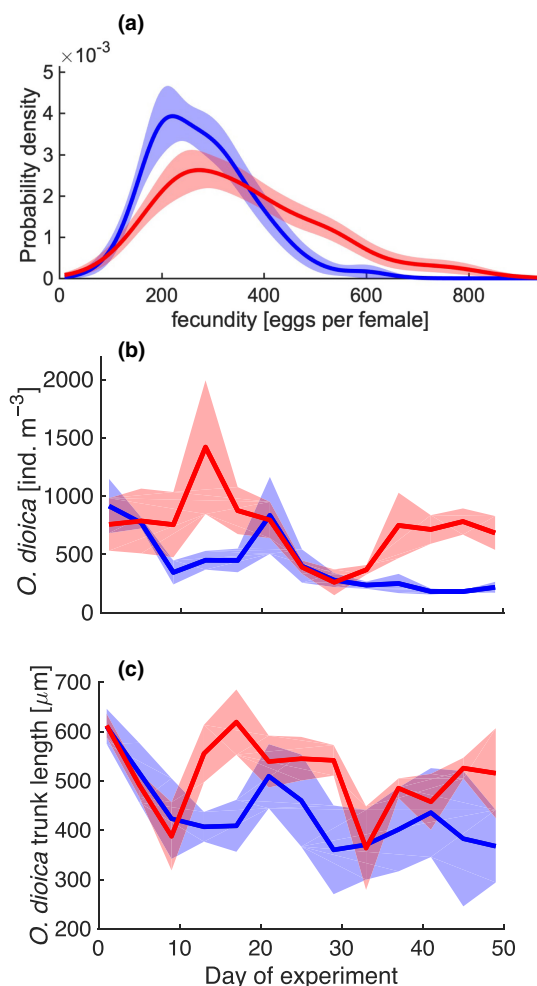 (a)
×10⁻³
5
4
3
2
1
0
Probability density
200 400 600 800
fecundity [eggs per female]
(b)
2000
1500
1000
500
0
O. dioica [ind. m⁻³]
(c)
700
600
500
400
300
200
O. dioica trunk length [μm]
0 10 20 30 40 50
Day of experiment